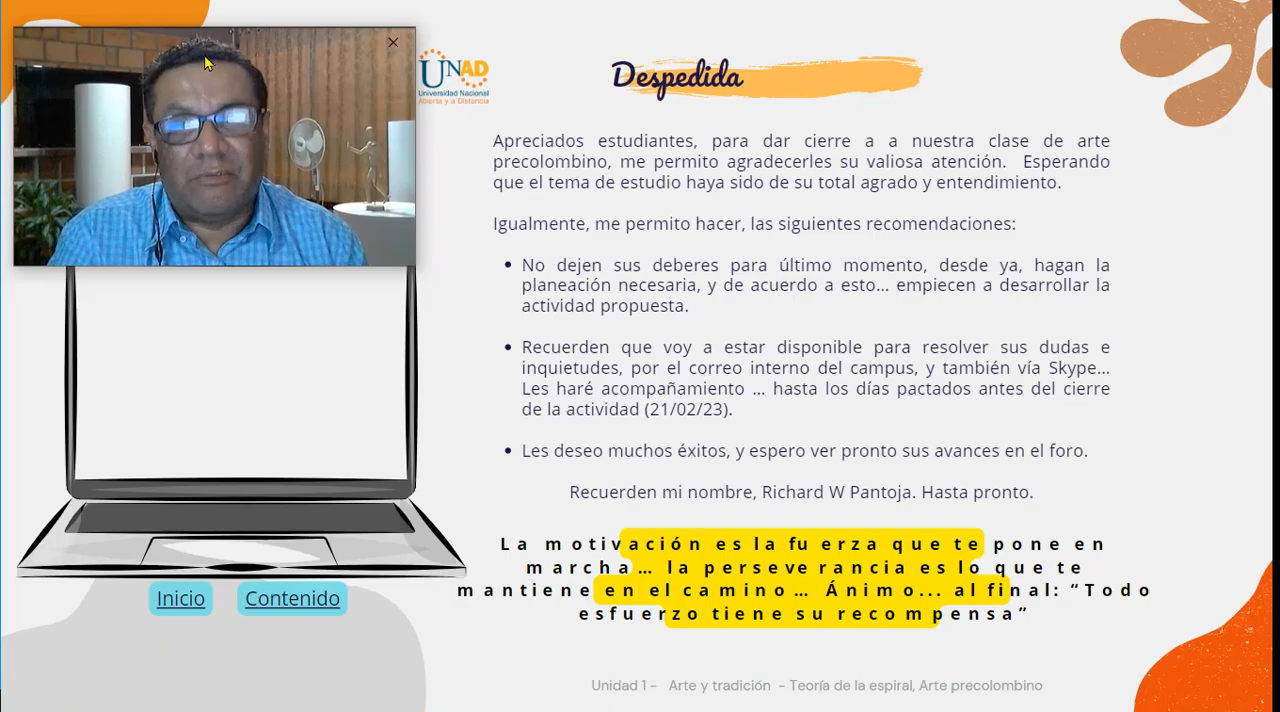 UNAD
Universidad Nacional
Abierta y a Distancia
Despedida
Apreciados estudiantes, para dar cierre a a nuestra clase de arte
precolombino, me permito agradecerles su valiosa atención. Esperando
que el tema de estudio haya sido de su total agrado y entendimiento.
Igualmente, me permito hacer, las siguientes recomendaciones:
• No dejen sus deberes para último momento, desde ya, hagan la
planeación necesaria, y de acuerdo a esto... empiecen a desarrollar la
actividad propuesta.
• Recuerden que voy a estar disponible para resolver sus dudas e
inquietudes, por el correo interno del campus, y también vía Skype...
Les haré acompañamiento ... hasta los días pactados antes del cierre
de la actividad (21/02/23).
• Les deseo muchos éxitos, y espero ver pronto sus avances en el foro.
Recuerden mi nombre, Richard W Pantoja. Hasta pronto.
La motivación es la fuerza que te pone en
marcha... la perseverancia es lo que te
mantiene en el camino... Ánimo... al final: “Todo
esfuerzo tiene su recompensa”
Inicio
Contenido
Unidad 1 - Arte y tradición - Teoría de la espiral, Arte precolombino